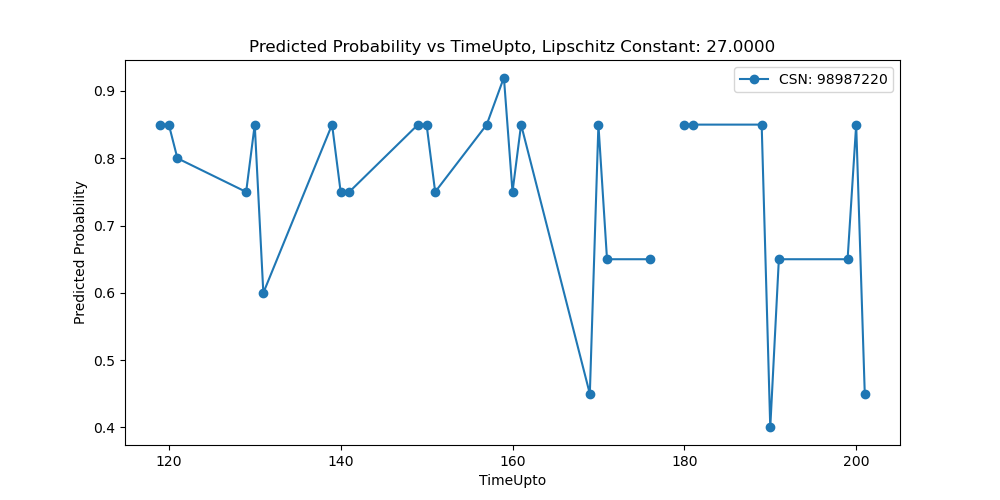 Predicted Probability vs TimeUpto, Lipschitz Constant: 27.0000
CSN: 98987220
Predicted Probability
0.9
0.8
0.7
0.6
0.5
0.4
120 140 160 180 200
TimeUpto